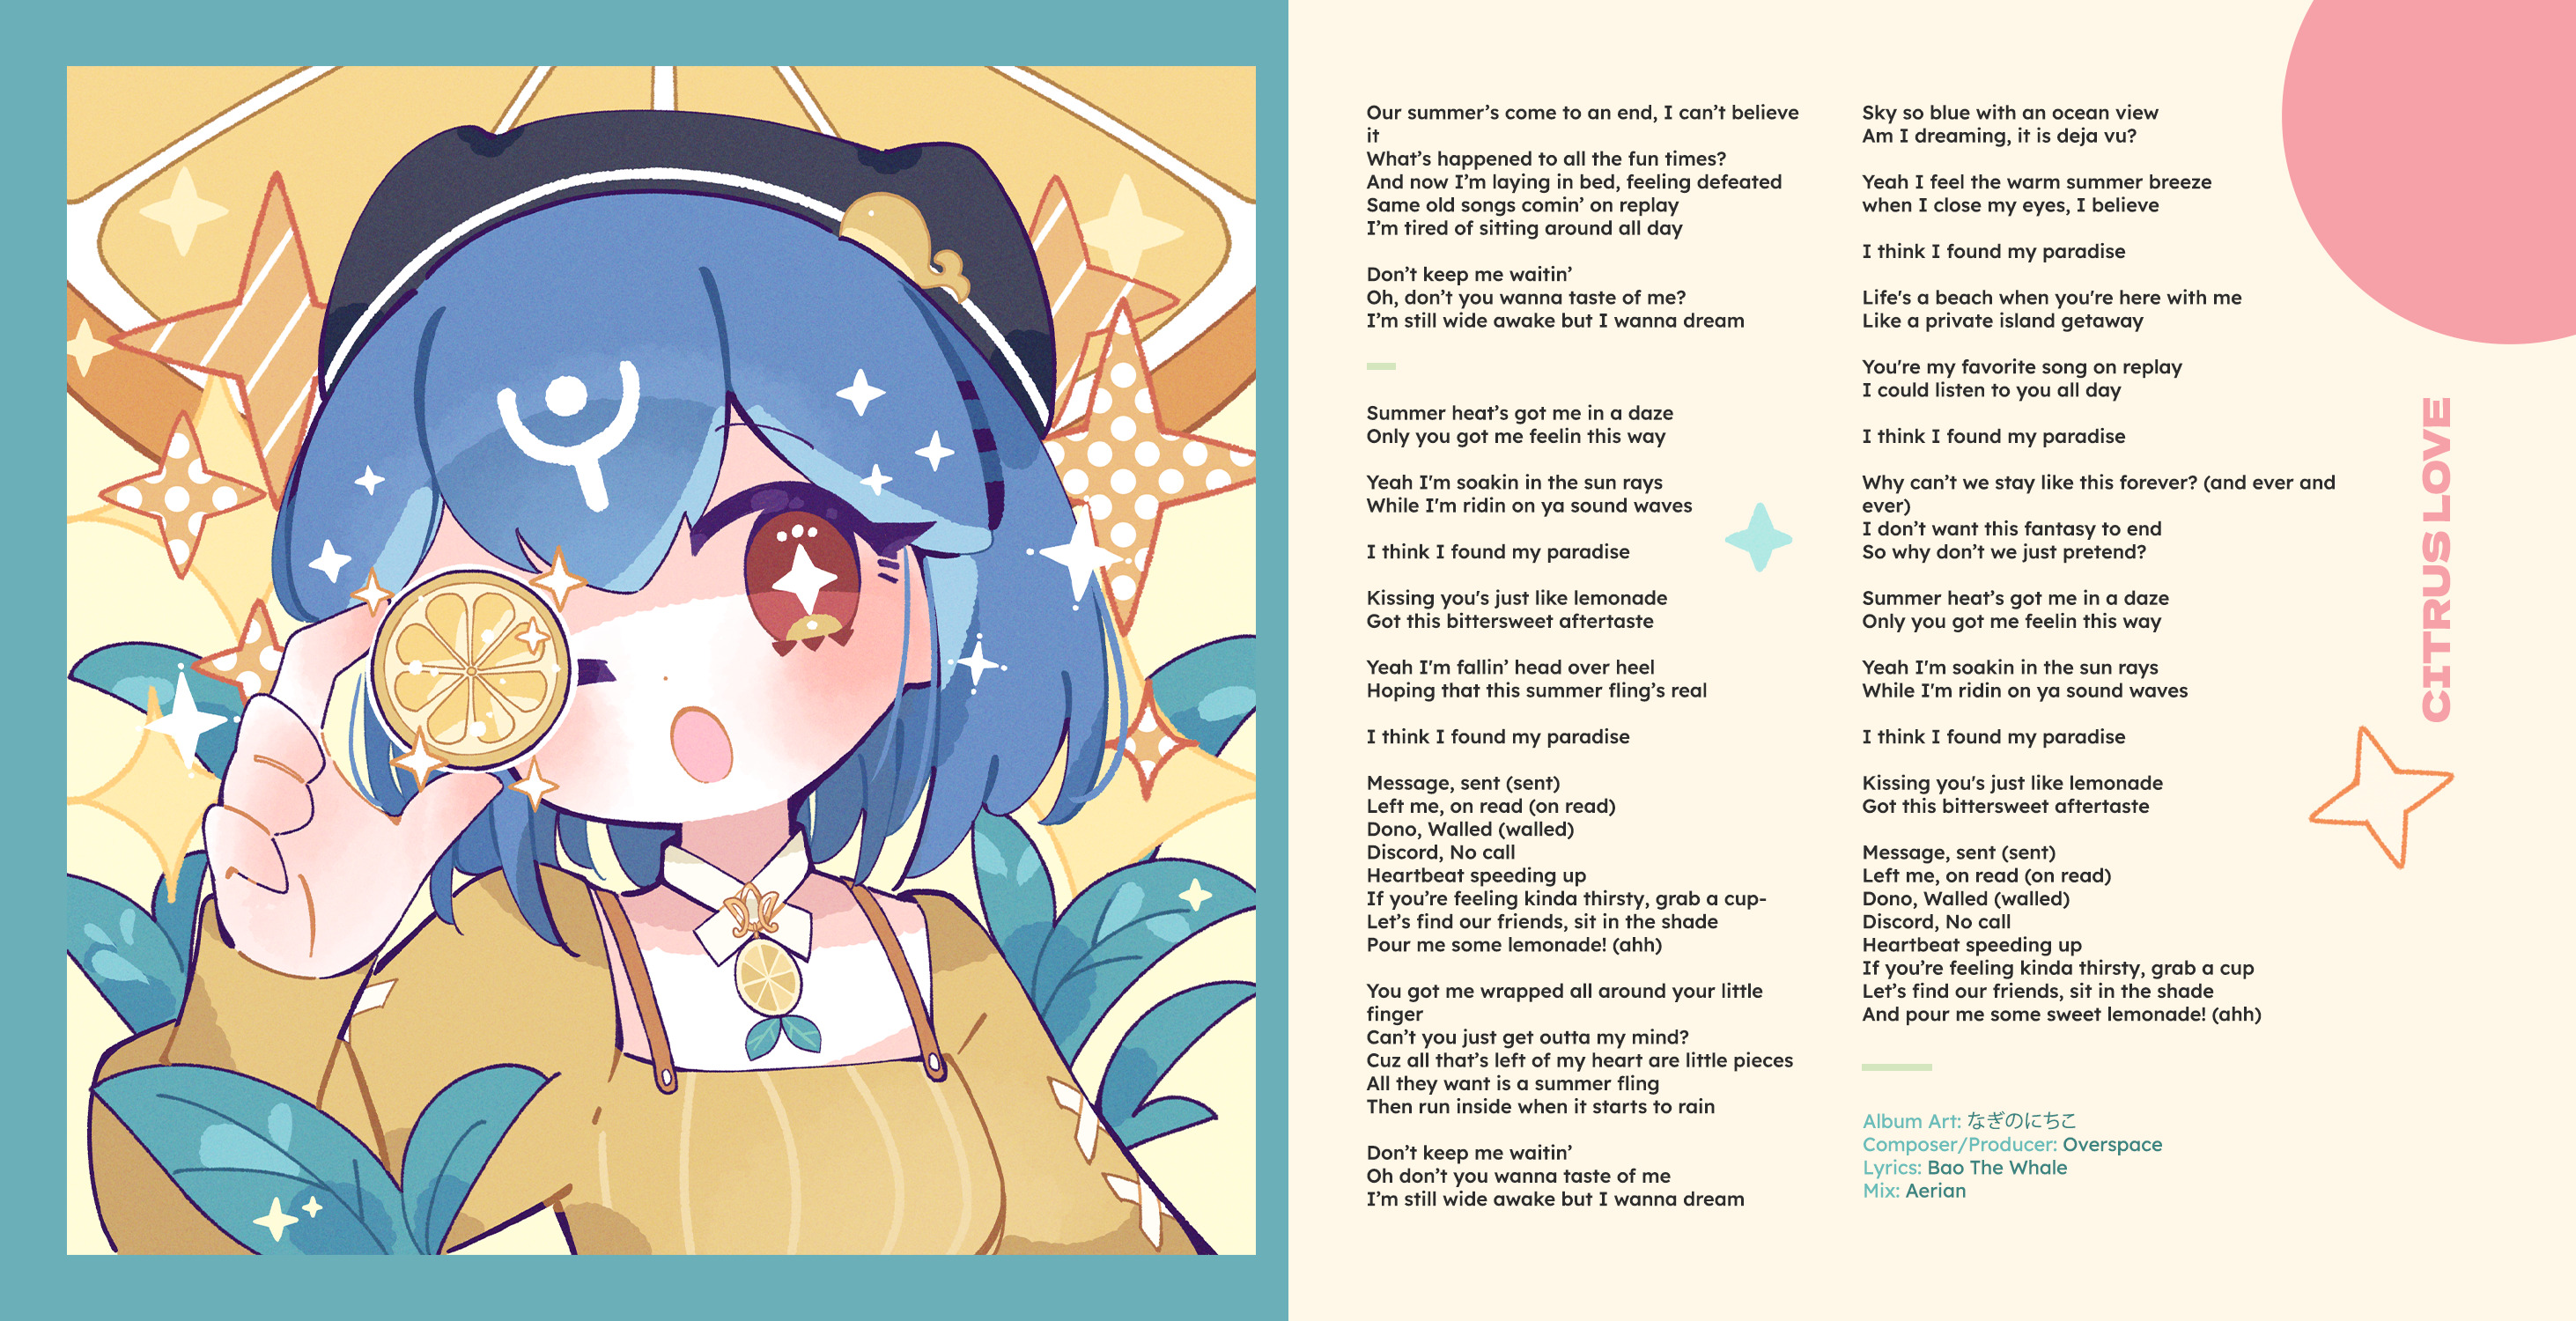 Our summer’s come to an end, I can’t believe
it
What’s happened to all the fun times?
And now I’m laying in bed, feeling defeated
Same old songs comin’ on replay
I’m tired of sitting around all day
Don’t keep me waitin’
Oh, don’t you wanna taste of me?
I’m still wide awake but I wanna dream
Summer heat’s got me in a daze
Only you got me feelin this way
Yeah I'm soakin in the sun rays
While I'm ridin on ya sound waves
I think I found my paradise
Kissing you's just like lemonade
Got this bittersweet aftertaste
Yeah I'm fallin’ head over heel
Hoping that this summer fling’s real
I think I found my paradise
Message, sent (sent)
Left me, on read (on read)
Dono, Walled (walled)
Discord, No call
Heartbeat speeding up
If you’re feeling kinda thirsty, grab a cup-
Let’s find our friends, sit in the shade
Pour me some lemonade! (ahh)
You got me wrapped all around your little
finger
Can’t you just get outta my mind?
Cuz all that’s left of my heart are little pieces
All they want is a summer fling
Then run inside when it starts to rain
Don’t keep me waitin’
Oh don’t you wanna taste of me
I’m still wide awake but I wanna dream
Sky so blue with an ocean view
Am I dreaming, it is deja vu?
Yeah I feel the warm summer breeze
when I close my eyes, I believe
I think I found my paradise
Life's a beach when you're here with me
Like a private island getaway
You're my favorite song on replay
I could listen to you all day
I think I found my paradise
Why can’t we stay like this forever? (and ever and
ever)
I don’t want this fantasy to end
So why don’t we just pretend?
Summer heat’s got me in a daze
Only you got me feelin this way
Yeah I'm soakin in the sun rays
While I'm ridin on ya sound waves
I think I found my paradise
Kissing you's just like lemonade
Got this bittersweet aftertaste
Message, sent (sent)
Left me, on read (on read)
Dono, Walled (walled)
Discord, No call
Heartbeat speeding up
If you’re feeling kinda thirsty, grab a cup
Let’s find our friends, sit in the shade
And pour me some sweet lemonade! (ahh)
Album Art: なぎのにちこ
Composer/Producer: Overspace
Lyrics: Bao The Whale
Mix: Aerian
CITRUS LOVE